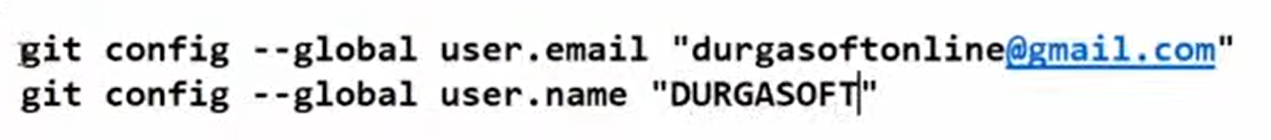 git config --global user.email "durgasoftonline@gmail.com"
git config --global user.name "DURGASOFT"